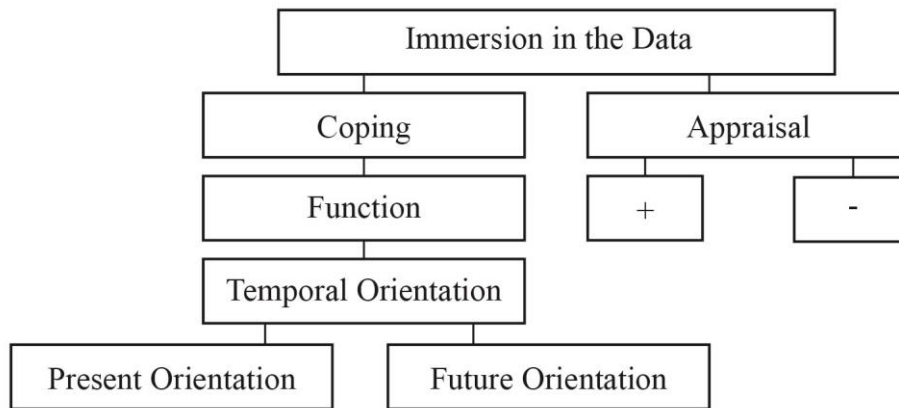 Immersion in the Data
Coping
Appraisal
Function
+
-
Temporal Orientation
Present Orientation
Future Orientation